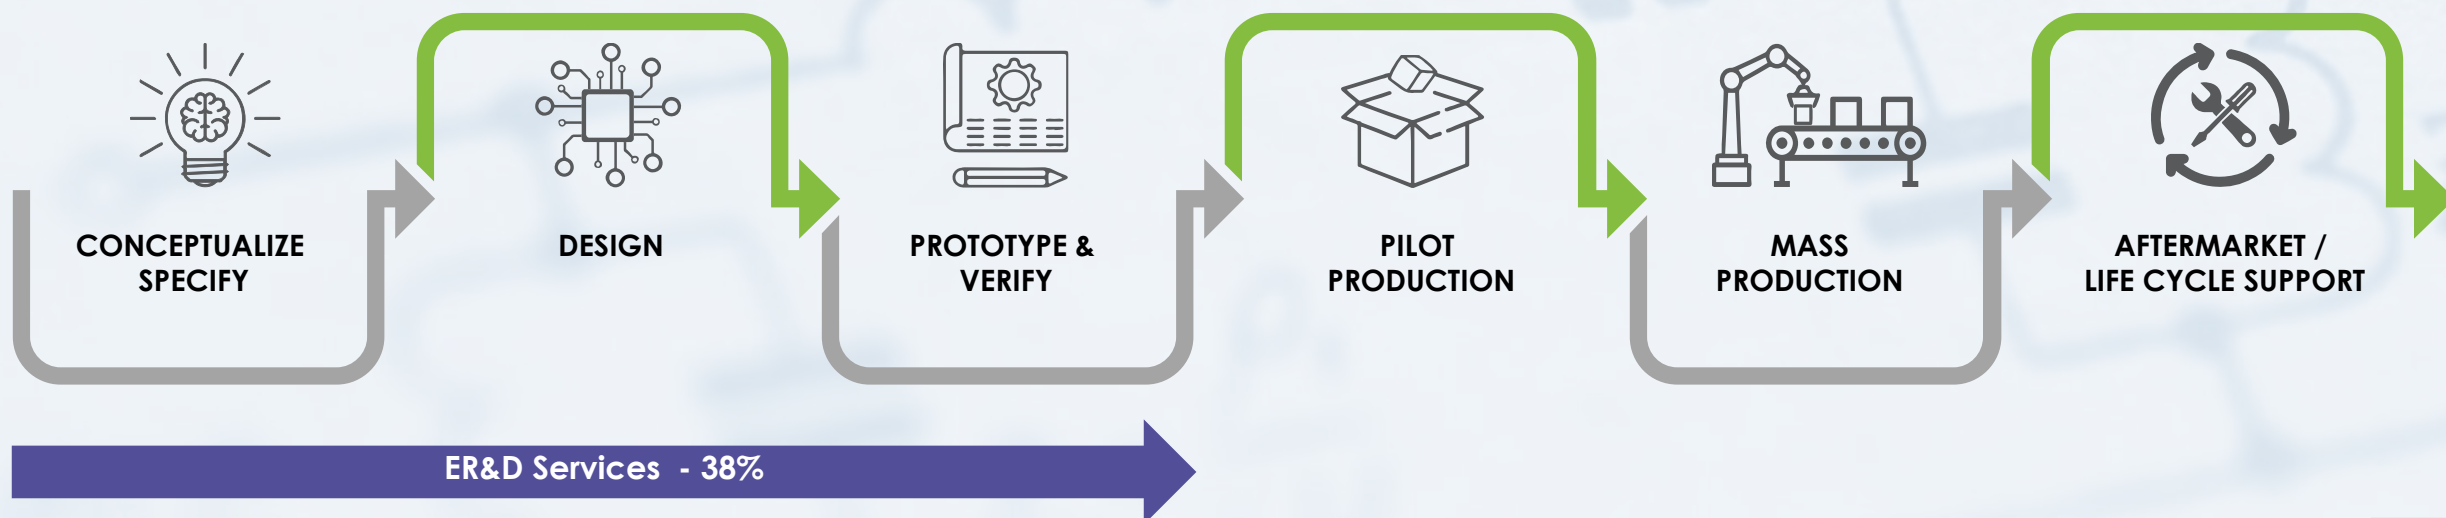 CONCEPTUALIZE
SPECIFY
DESIGN
PROTOTYPE &
VERIFY
PILOT
PRODUCTION
MASS
PRODUCTION
AFTERMARKET /
LIFE CYCLE SUPPORT
ER&D Services - 38%